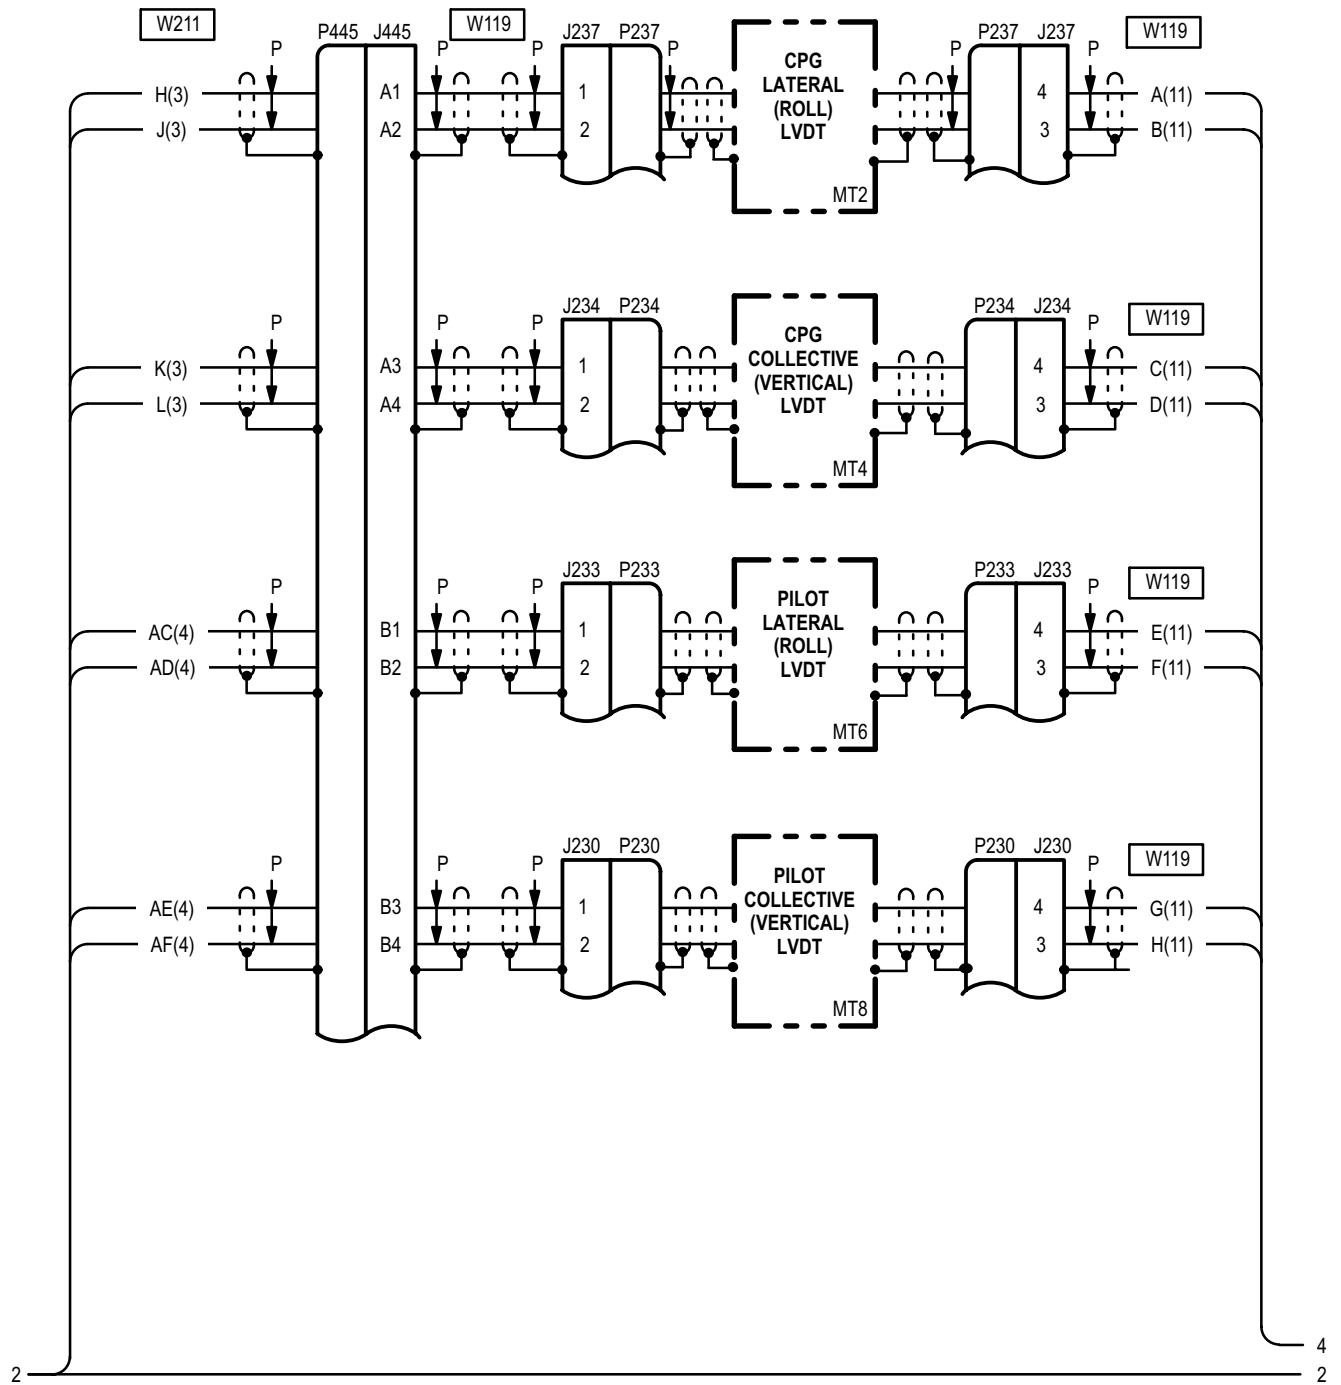 W211
P445 J445
W119
J237 P237
CPG
LATERAL
(ROLL)
LVDT
MT2
P237 J237
W119
P P P P P P
H(3)
J(3)
A1
A2
1
2
4
3
A(11)
B(11)
J234 P234
CPG
COLLECTIVE
(VERTICAL)
LVDT
MT4
P234 J234
W119
P P P P
K(3)
L(3)
A3
A4
1
2
4
3
C(11)
D(11)
J233 P233
PILOT
LATERAL
(ROLL)
LVDT
MT6
P233 J233
W119
P P P P
AC(4)
AD(4)
B1
B2
1
2
4
3
E(11)
F(11)
J230 P230
PILOT
COLLECTIVE
(VERTICAL)
LVDT
MT8
P230 J230
W119
P P P P
AE(4)
AF(4)
B3
B4
1
2
4
3
G(11)
H(11)
4
2 2